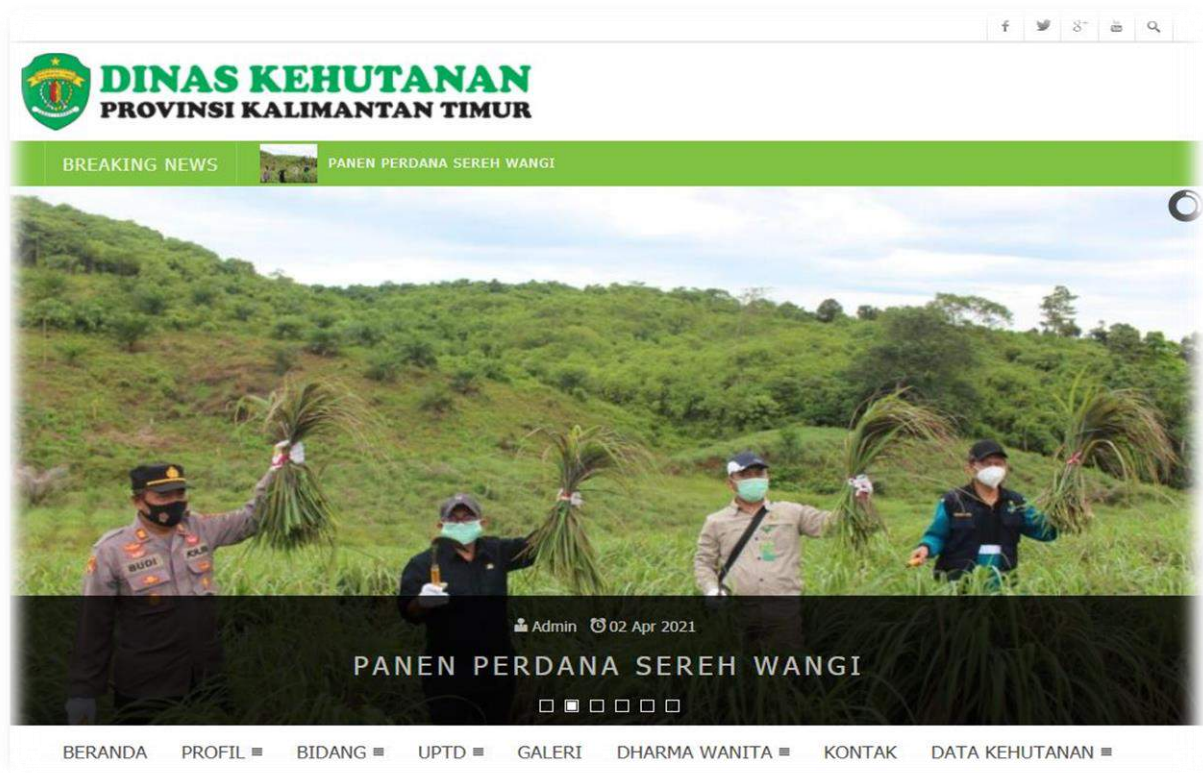 DINAS KEHUTANAN
PROVINSI KALIMANTAN TIMUR
BREAKING NEWS PANEN PERDANA SEREH WANGI
BUDI
Admin 02 Apr 2021
PANEN PERDANA SEREH WANGI
BERANDA PROFIL BIDANG UPTD GALERI DHARMA WANITA KONTAK DATA KEHUTANAN